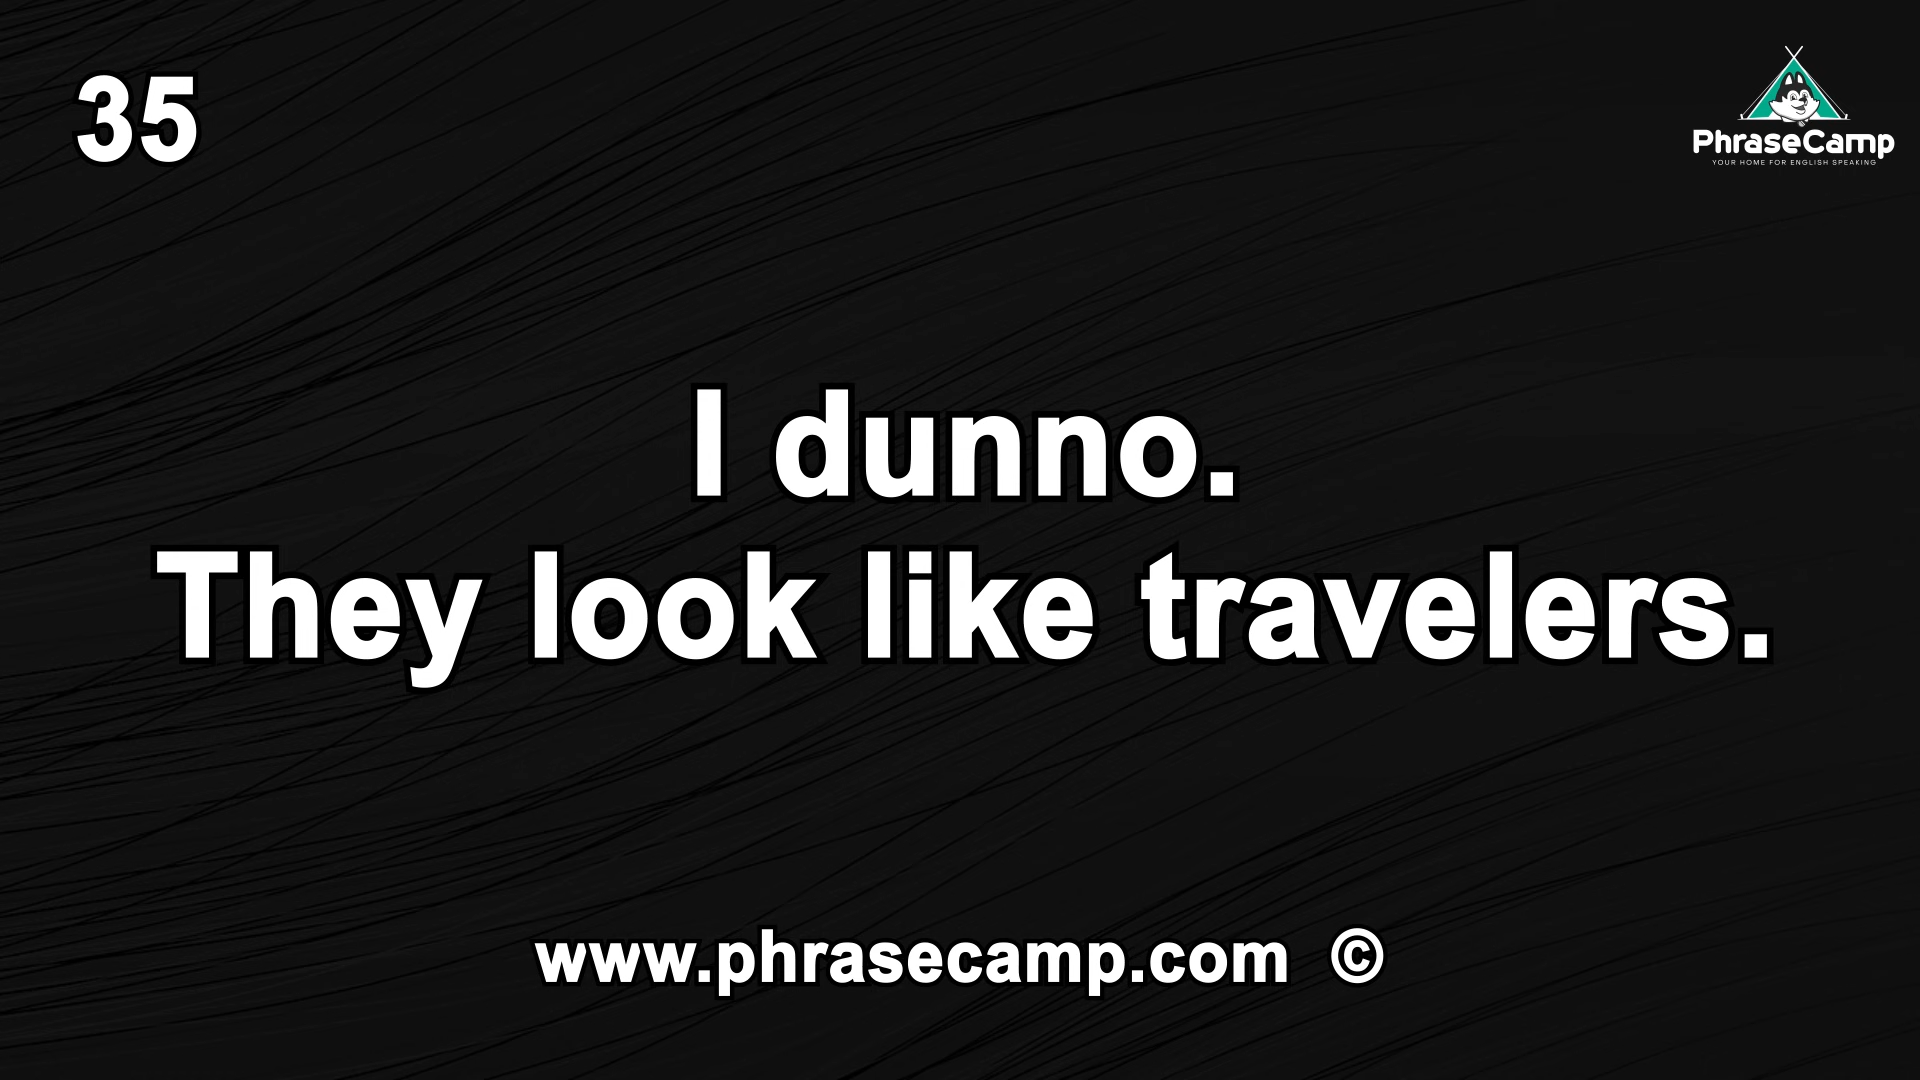 35
PhraseCamp
YOUR HOME FOR ENGLISH SPEAKING
I dunno.
They look like travelers.
www.phrasecamp.com ©